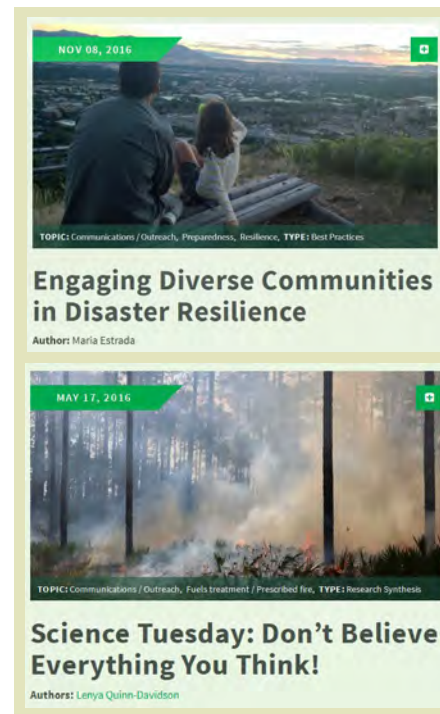 NOV 08, 2016
TOPIC: Communications / Outreach, Preparedness, Resilience, TYPE: Best Practices
Engaging Diverse Communities
in Disaster Resilience
Author: Maria Estrada
MAY 17, 2016
TOPIC: Communications / Outreach, Fuels treatment / Prescribed fire, TYPE: Research Synthesis
Science Tuesday: Don’t Believe
Everything You Think!
Authors: Lenya Quinn-Davidson